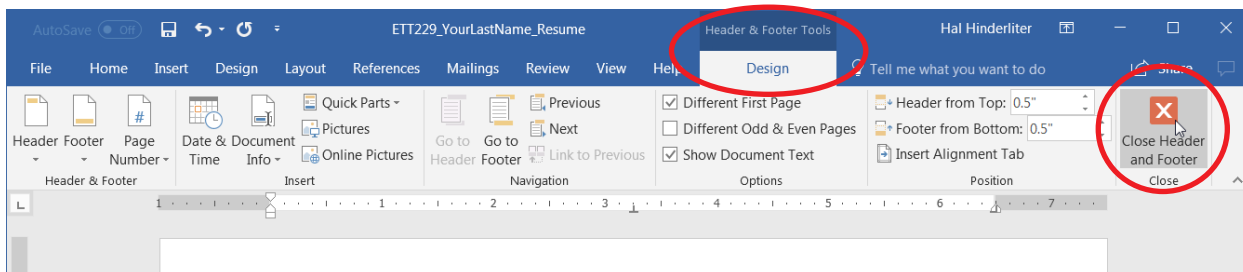 AutoSave Off ETT229_YourLastName_Resume Header & Footer Tools Hal Hinderliter
File Home Insert Design Layout References Mailings Review View Help Design Tell me what you want to do Share
Header Footer Page Number Date & Time Document Info Quick Parts Go to Header Go to Footer Previous Different First Page Header from Top: 0.5" Close Header and Footer
Pictures Next Different Odd & Even Pages Footer from Bottom: 0.5"
Online Pictures Link to Previous Show Document Text Insert Alignment Tab
Header & Footer Insert Navigation Options Position Close
L 1 1 2 3 4 5 6 7